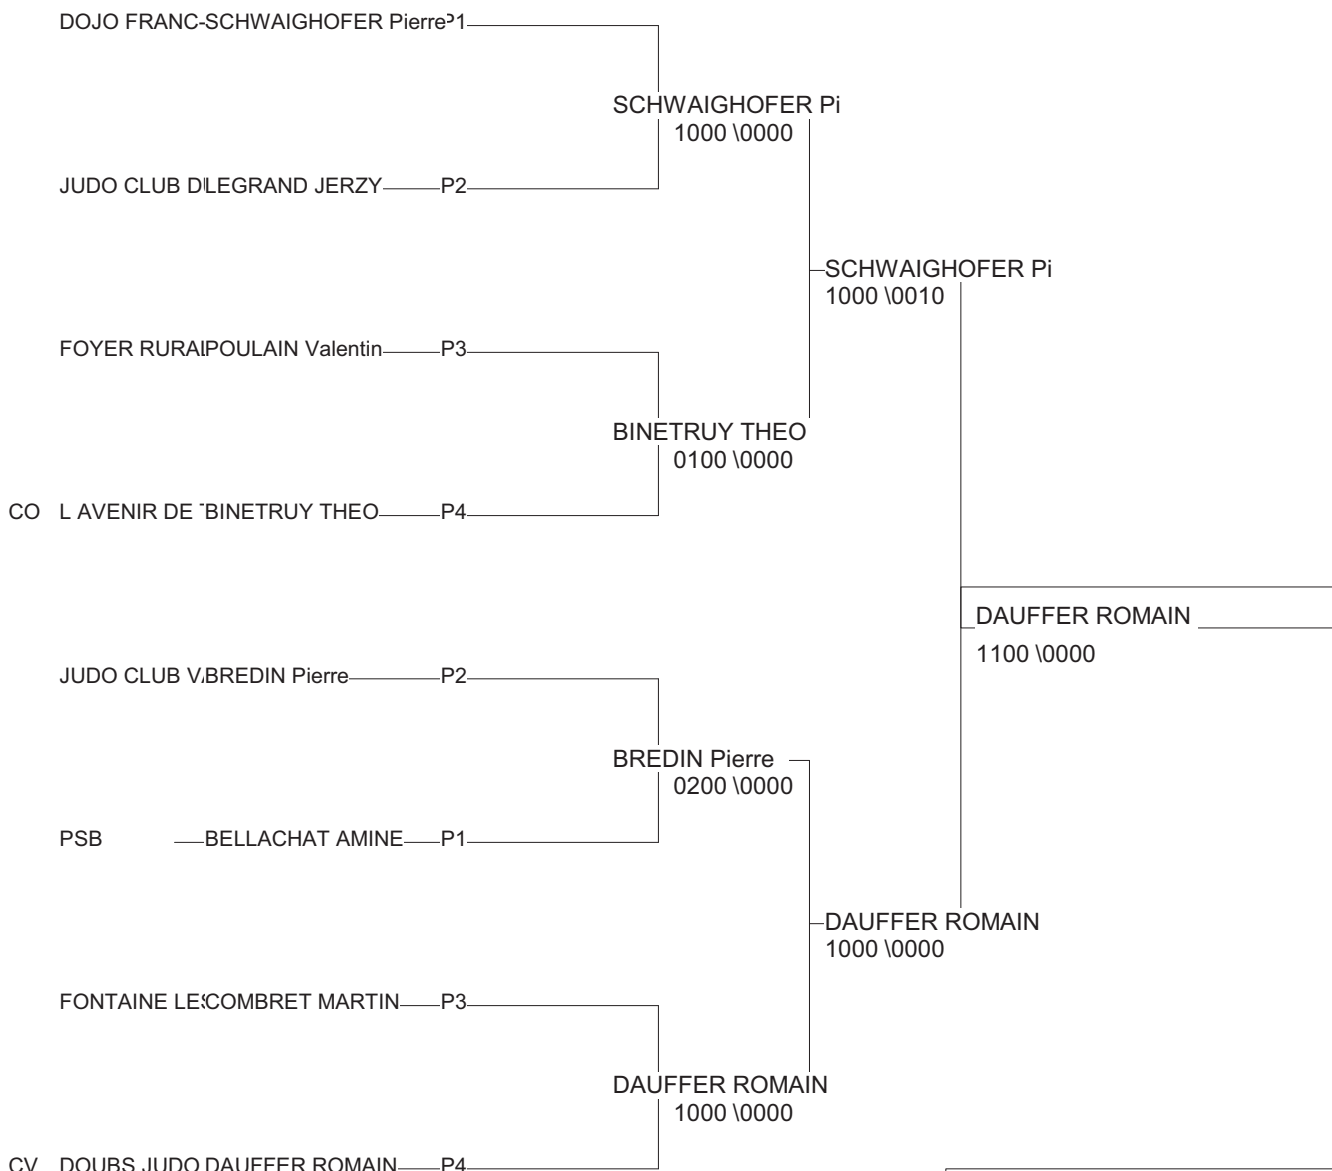 DOJO FRANC-SCHWAIGHOFER Pierre P1
SCHWAIGHOFER Pi
1000 \0000
JUDO CLUB D LEGRAND JERZY P2
SCHWAIGHOFER Pi
1000 \0010
FOYER RURAI POULAIN Valentin P3
BINETRUY THEO
0100 \0000
CO L AVENIR DE BINETRUY THEO P4
DAUFFER ROMAIN
1100 \0000
JUDO CLUB V BREDIN Pierre P2
BREDIN Pierre
0200 \0000
PSB BELLACHAT AMINE P1
DAUFFER ROMAIN
1000 \0000
FONTAINE LE COMBRET MARTIN P3
DAUFFER ROMAIN
1000 \0000
CV DOUBS JUDO DAUFFER ROMAIN P4